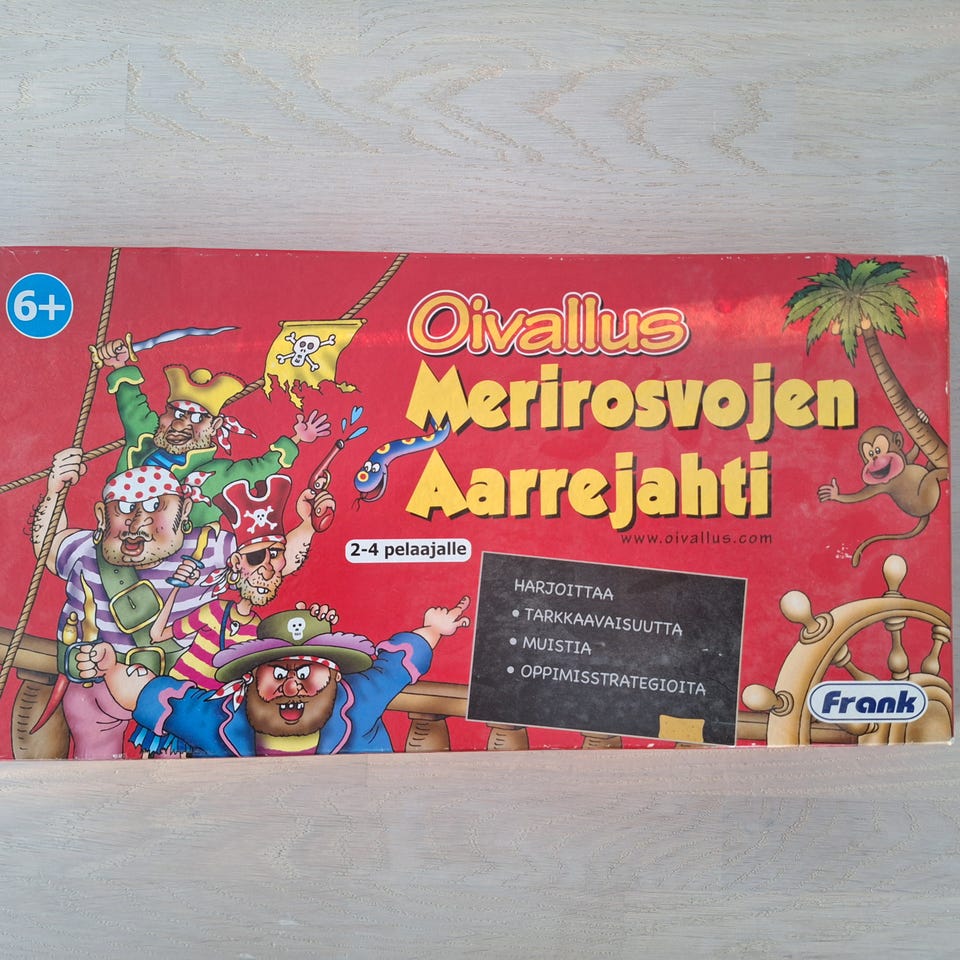 6+
Oivallus
Merirosvojen
Aarrejahti
www.oivallus.com
2-4 pelaajalle
HARJOITTAA
• TARKKAAVAISUUTTA
• MUISTIA
• OPPIMISSTRATEGIOITA
Frank